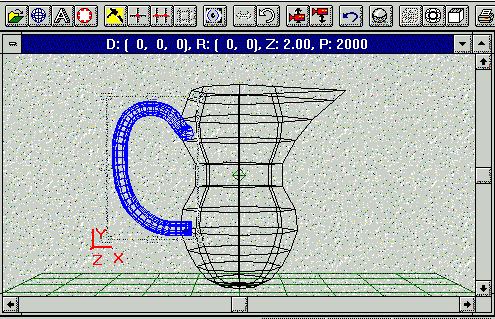 A
D: [ 0, 0, 0], R: [ 0, 0], Z: 2.00, P: 2000
Y
Z X